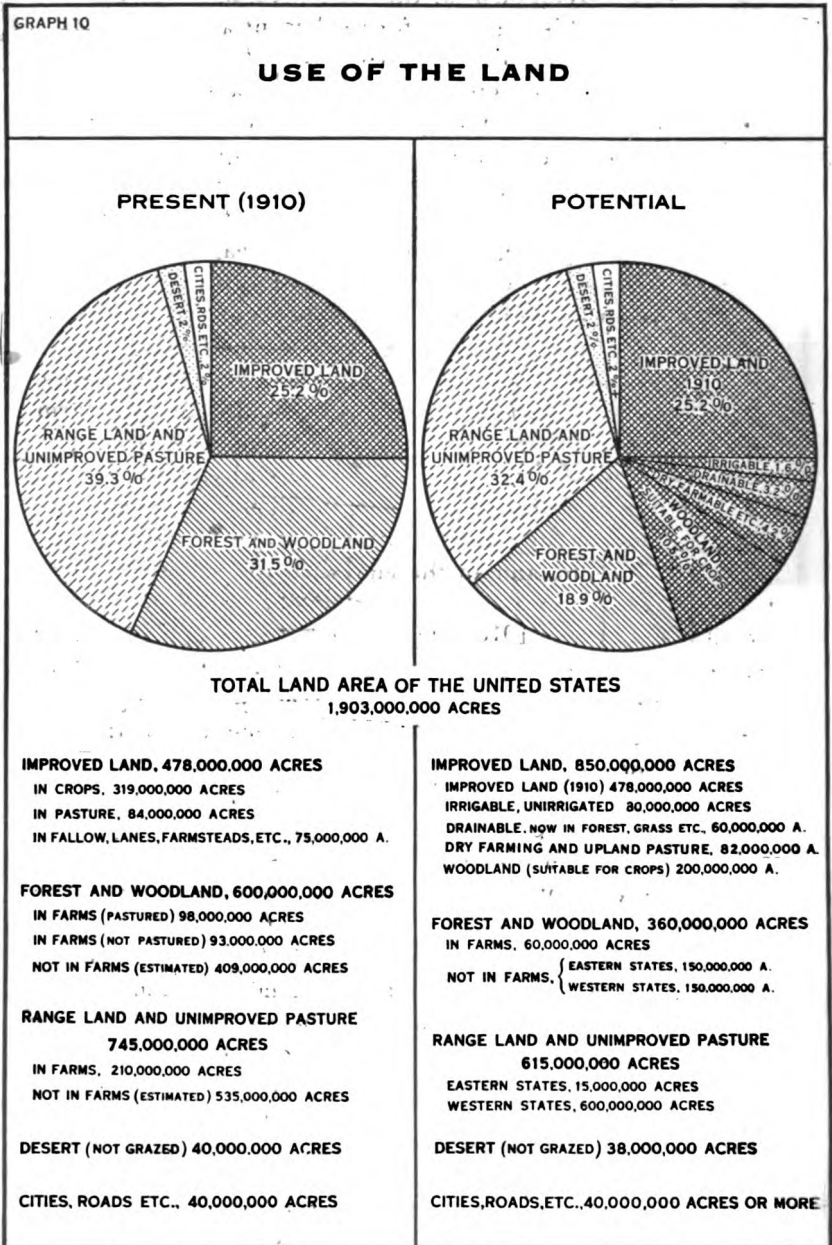 GRAPH 10
USE OF THE LAND
PRESENT (1910)
CITIES, RDS. ETC., 2%
DESERT, 2%
IMPROVED LAND
25.2%
RANGE LAND AND
UNIMPROVED PASTURE
39.3%
FOREST AND WOODLAND
31.5%
POTENTIAL
CITIES, RDS. ETC., 2%±
DESERT, 2%
IMPROVED LAND
1910
25.2%
IRRIGABLE, 1.6%
DRAINABLE, 3.2%
DRY FARMABLE ETC., 4.2%
WOODLAND
SUITABLE FOR CROPS
10.5%
RANGE LAND AND
UNIMPROVED PASTURE
32.4%
FOREST AND
WOODLAND
18.9%
TOTAL LAND AREA OF THE UNITED STATES
1,903,000,000 ACRES
IMPROVED LAND, 478,000,000 ACRES
IN CROPS, 319,000,000 ACRES
IN PASTURE, 84,000,000 ACRES
IN FALLOW, LANES, FARMSTEADS, ETC., 75,000,000 A.
FOREST AND WOODLAND, 600,000,000 ACRES
IN FARMS (PASTURED) 98,000,000 ACRES
IN FARMS (NOT PASTURED) 93,000,000 ACRES
NOT IN FARMS (ESTIMATED) 409,000,000 ACRES
RANGE LAND AND UNIMPROVED PASTURE
745,000,000 ACRES
IN FARMS, 210,000,000 ACRES
NOT IN FARMS (ESTIMATED) 535,000,000 ACRES
DESERT (NOT GRAZED) 40,000,000 ACRES
CITIES, ROADS ETC., 40,000,000 ACRES
IMPROVED LAND, 850,000,000 ACRES
IMPROVED LAND (1910) 478,000,000 ACRES
IRRIGABLE, UNIRRIGATED 30,000,000 ACRES
DRAINABLE, NOW IN FOREST, GRASS ETC., 60,000,000 A.
DRY FARMING AND UPLAND PASTURE, 82,000,000 A.
WOODLAND (SUITABLE FOR CROPS) 200,000,000 A.
FOREST AND WOODLAND, 360,000,000 ACRES
IN FARMS, 60,000,000 ACRES
NOT IN FARMS, { EASTERN STATES, 150,000,000 A.
WESTERN STATES, 150,000,000 A.
RANGE LAND AND UNIMPROVED PASTURE
615,000,000 ACRES
EASTERN STATES, 15,000,000 ACRES
WESTERN STATES, 600,000,000 ACRES
DESERT (NOT GRAZED) 38,000,000 ACRES
CITIES, ROADS, ETC., 40,000,000 ACRES OR MORE